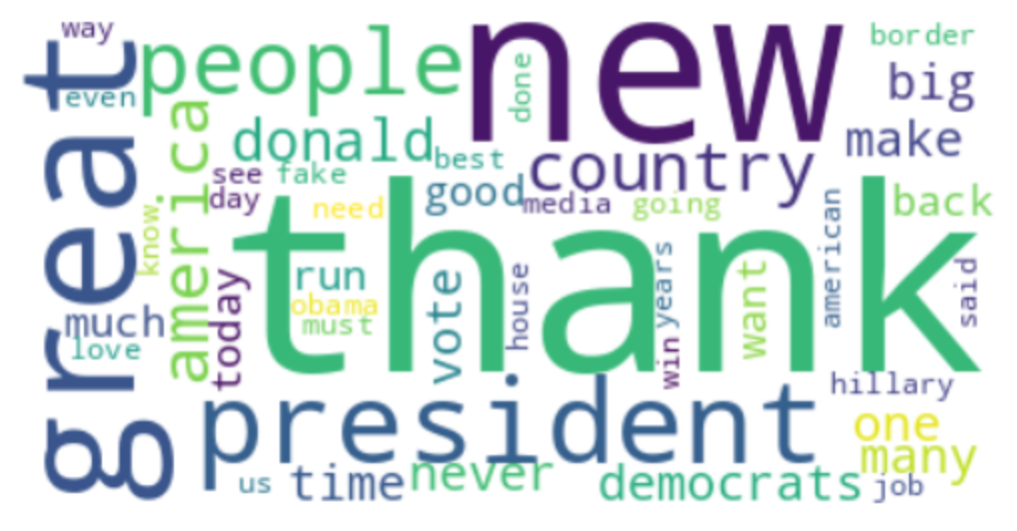 way
great
even
people
new
done
border
big
make
donald
best
country
america
see
fake
day
know
need
good
media
going
american
back
thank
run
obama
must
today
vote
house
win
years
want
said
much
love
president
hillary
one
many
us
time
never
democrats
job